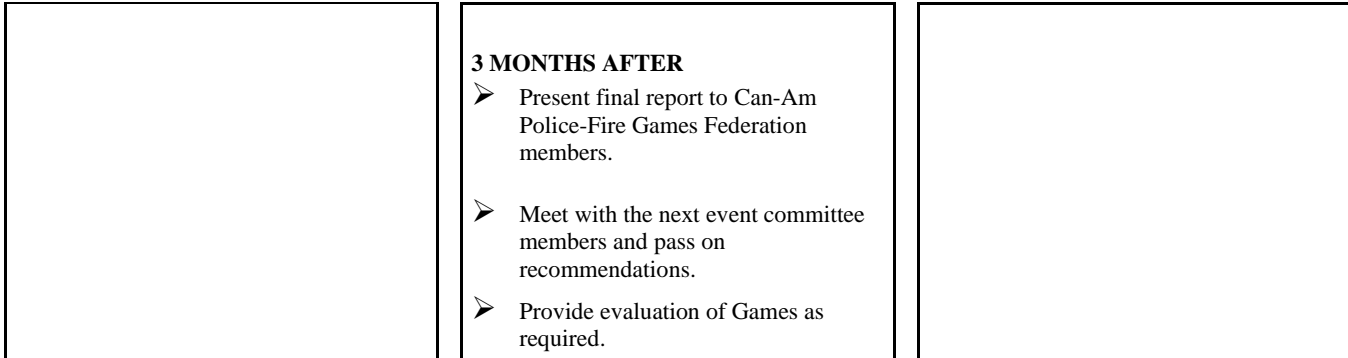 3 MONTHS AFTER
➢ Present final report to Can-Am
Police-Fire Games Federation
members.
➢ Meet with the next event committee
members and pass on
recommendations.
➢ Provide evaluation of Games as
required.